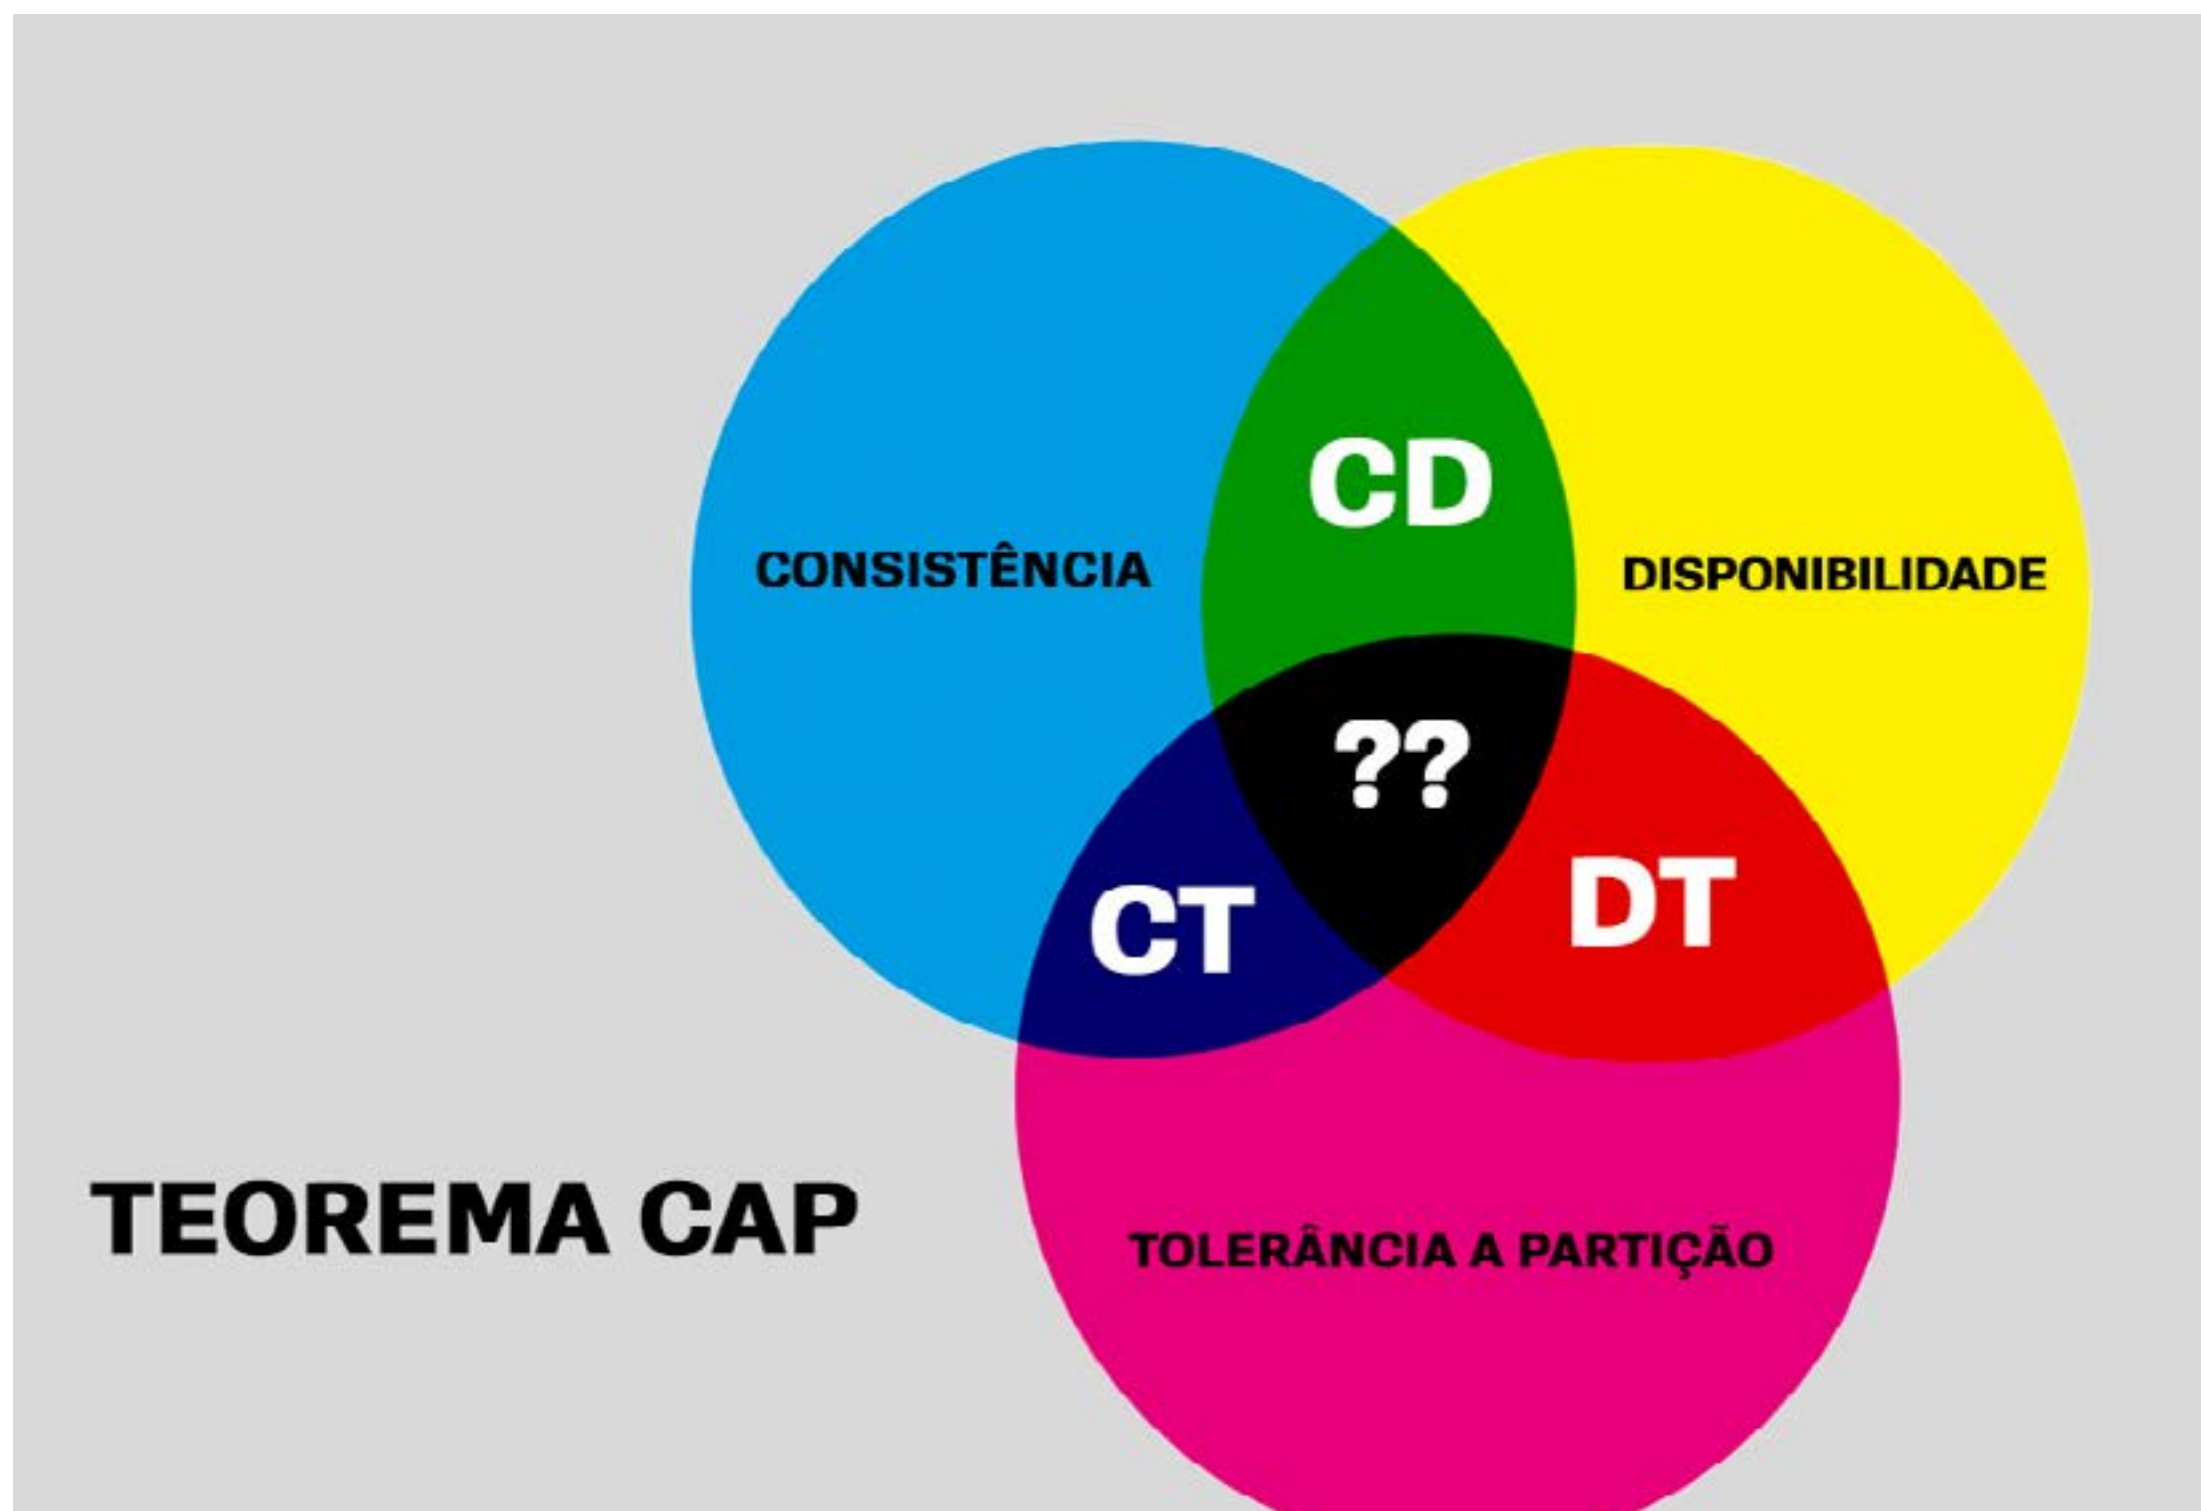 CD
CONSISTÊNCIA
DISPONIBILIDADE
??
CT
DT
TEOREMA CAP
TOLERÂNCIA A PARTIÇÃO